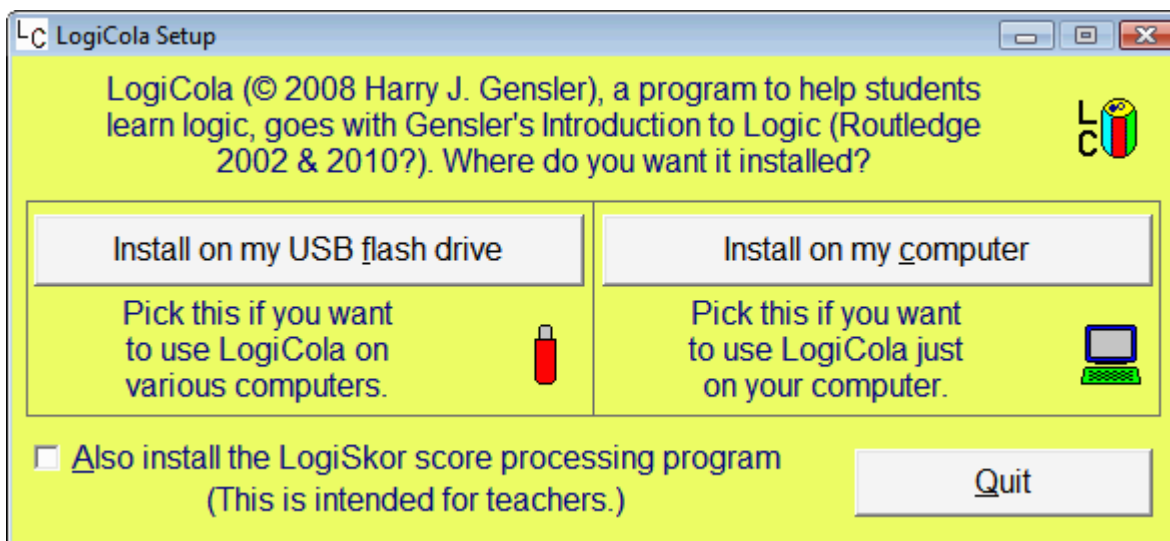 LC LogiCola Setup
LogiCola (© 2008 Harry J. Gensler), a program to help students
learn logic, goes with Gensler's Introduction to Logic (Routledge
2002 & 2010?). Where do you want it installed?
LC
Install on my USB flash drive
Pick this if you want
to use LogiCola on
various computers.
Install on my computer
Pick this if you want
to use LogiCola just
on your computer.
Also install the LogiSkor score processing program
(This is intended for teachers.)
Quit